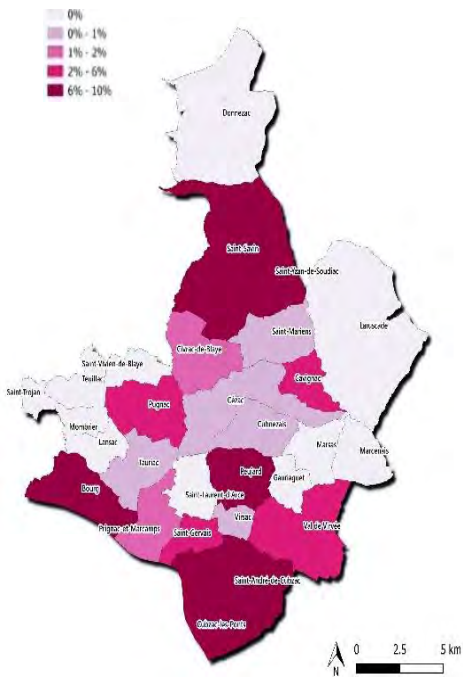 0%
0% - 1%
1% - 2%
2% - 6%
6% - 10%
Donnezac
Saint-Savin
Saint-Yzan-de-Soudiac
Laruscade
Saint-Mariens
Civrac-de-Blaye
Saint-Vivien-de-Blaye
Cavignac
Teuillac
Saint-Trojan
Pugnac
Cézac
Mombrier
Cubnezais
Lansac
Marsas
Marcenais
Tauriac
Peujard
Gauriaguet
Bourg
Saint-Laurent-d'Arce
Virsac
Prignac-et-Marcamps
Saint-Gervais
Val de Virvée
Saint-André-de-Cubzac
Cubzac-les-Ponts
N
0 2.5 5 km